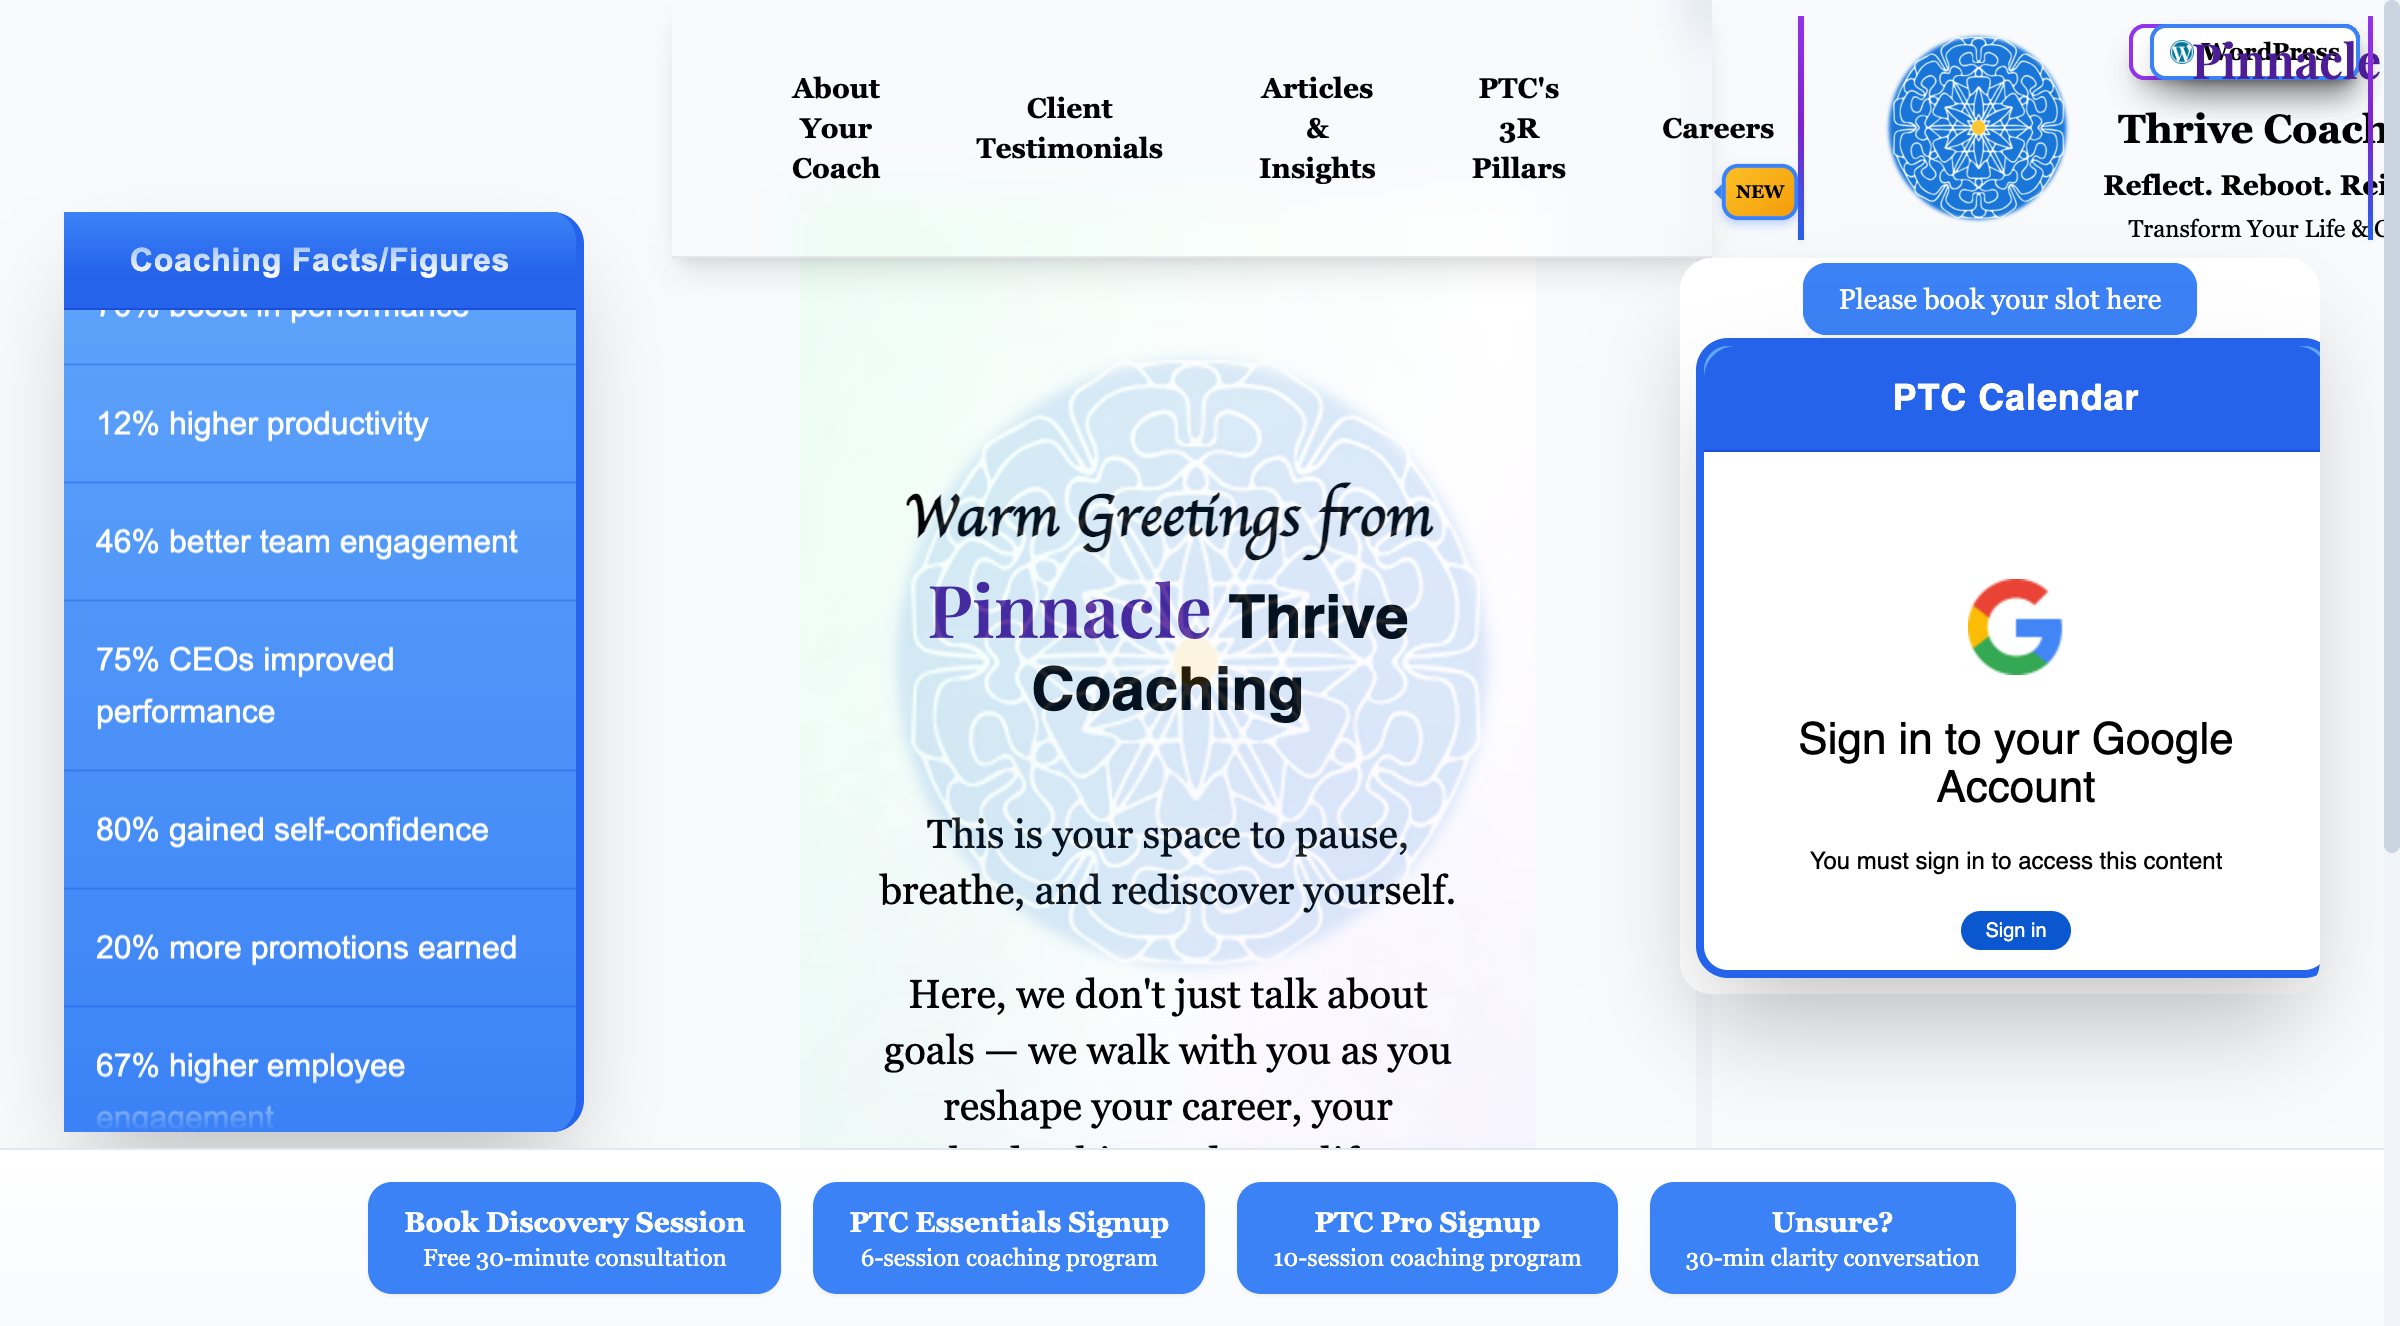 About
Your
Coach
Client
Testimonials
Articles
&
Insights
PTC's
3R
Pillars
Careers
NEW
WordPress
Pinnacle
Thrive Coach
Reflect. Reboot. Rei
Transform Your Life & C
Coaching Facts/Figures
70% boost in performance
12% higher productivity
46% better team engagement
75% CEOs improved
performance
80% gained self-confidence
20% more promotions earned
67% higher employee
engagement
Warm Greetings from
Pinnacle Thrive
Coaching
This is your space to pause,
breathe, and rediscover yourself.
Here, we don't just talk about
goals — we walk with you as you
reshape your career, your
Please book your slot here
PTC Calendar
Sign in to your Google
Account
You must sign in to access this content
Sign in
Book Discovery Session
Free 30-minute consultation
PTC Essentials Signup
6-session coaching program
PTC Pro Signup
10-session coaching program
Unsure?
30-min clarity conversation